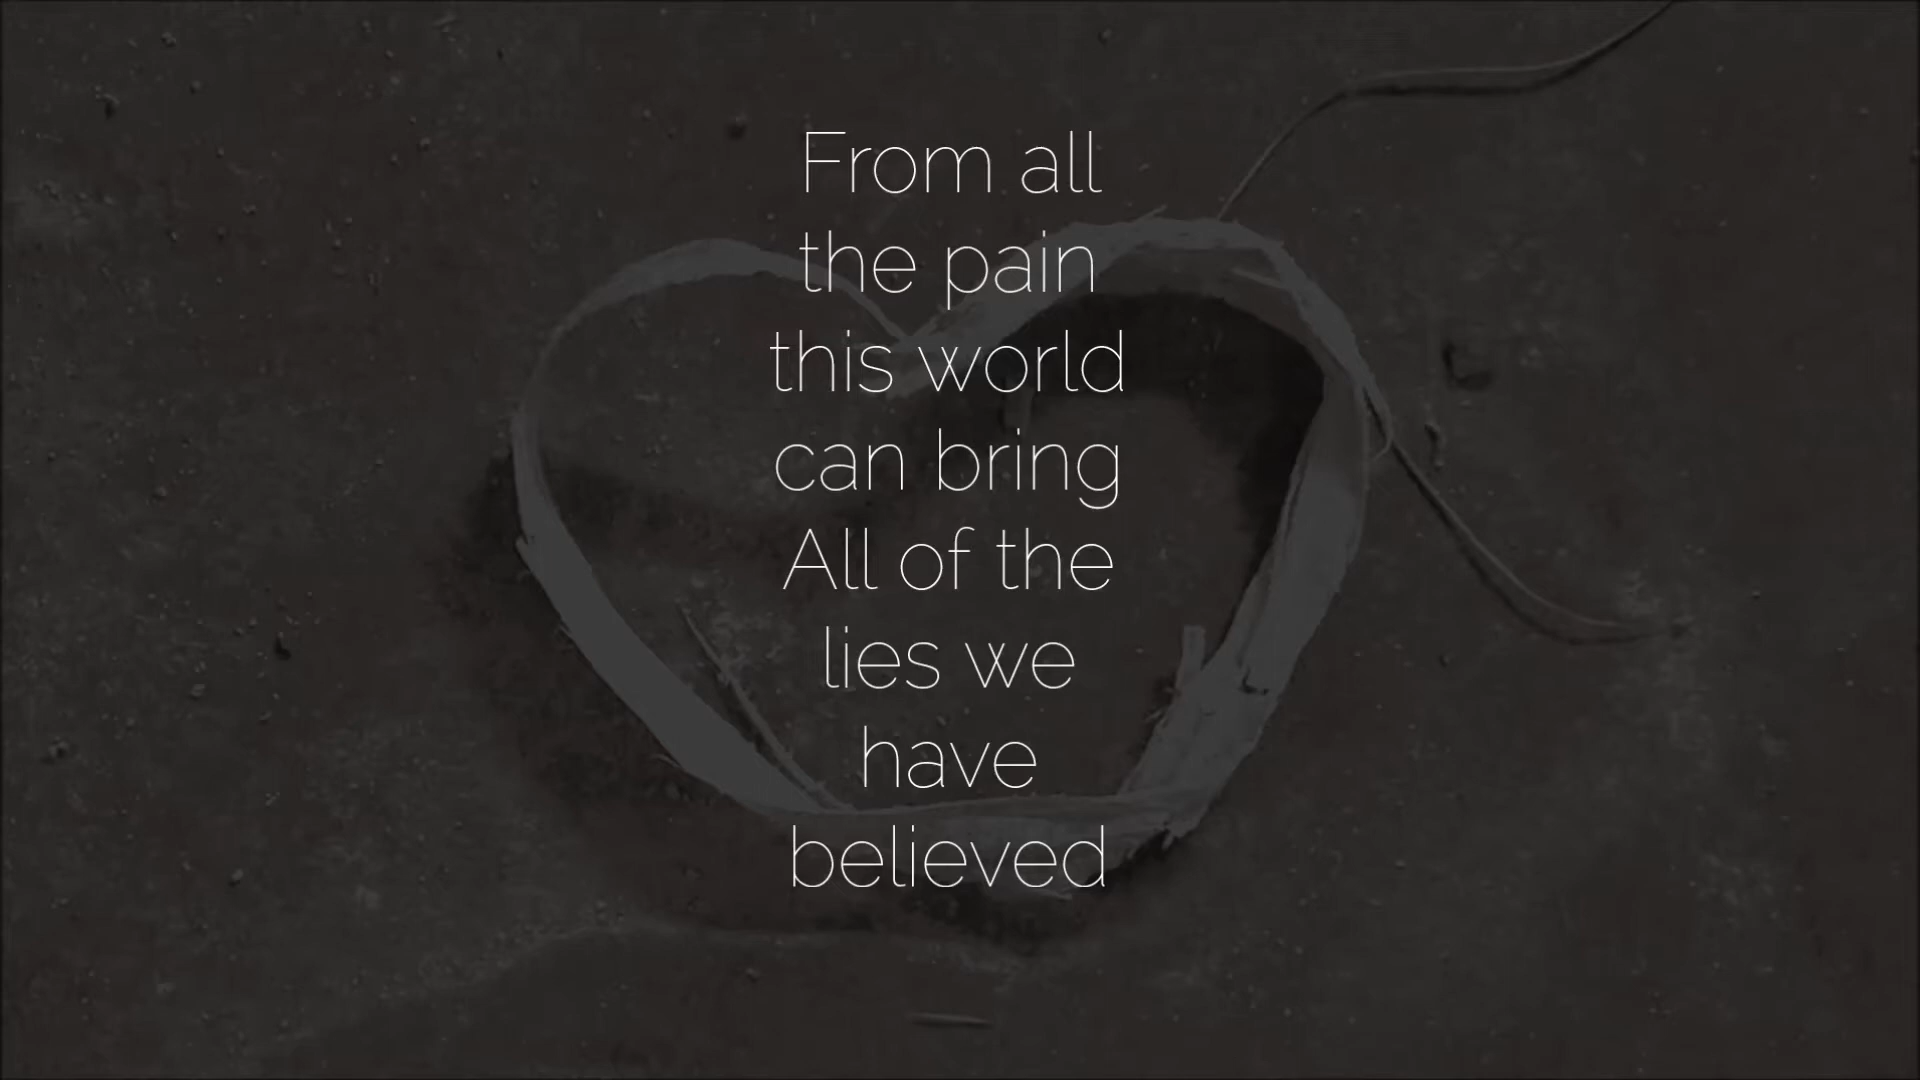 From all
the pain
this world
can bring
All of the
lies we
have
believed